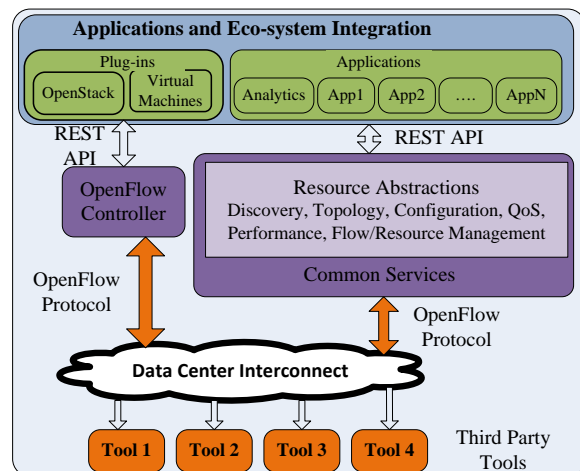 Applications and Eco-system Integration
Plug-ins
OpenStack
Virtual
Machines
Applications
Analytics
App1
App2
....
AppN
REST
API
REST API
OpenFlow
Controller
Resource Abstractions
Discovery, Topology, Configuration, QoS,
Performance, Flow/Resource Management
Common Services
OpenFlow
Protocol
OpenFlow
Protocol
Data Center Interconnect
Tool 1
Tool 2
Tool 3
Tool 4
Third Party
Tools